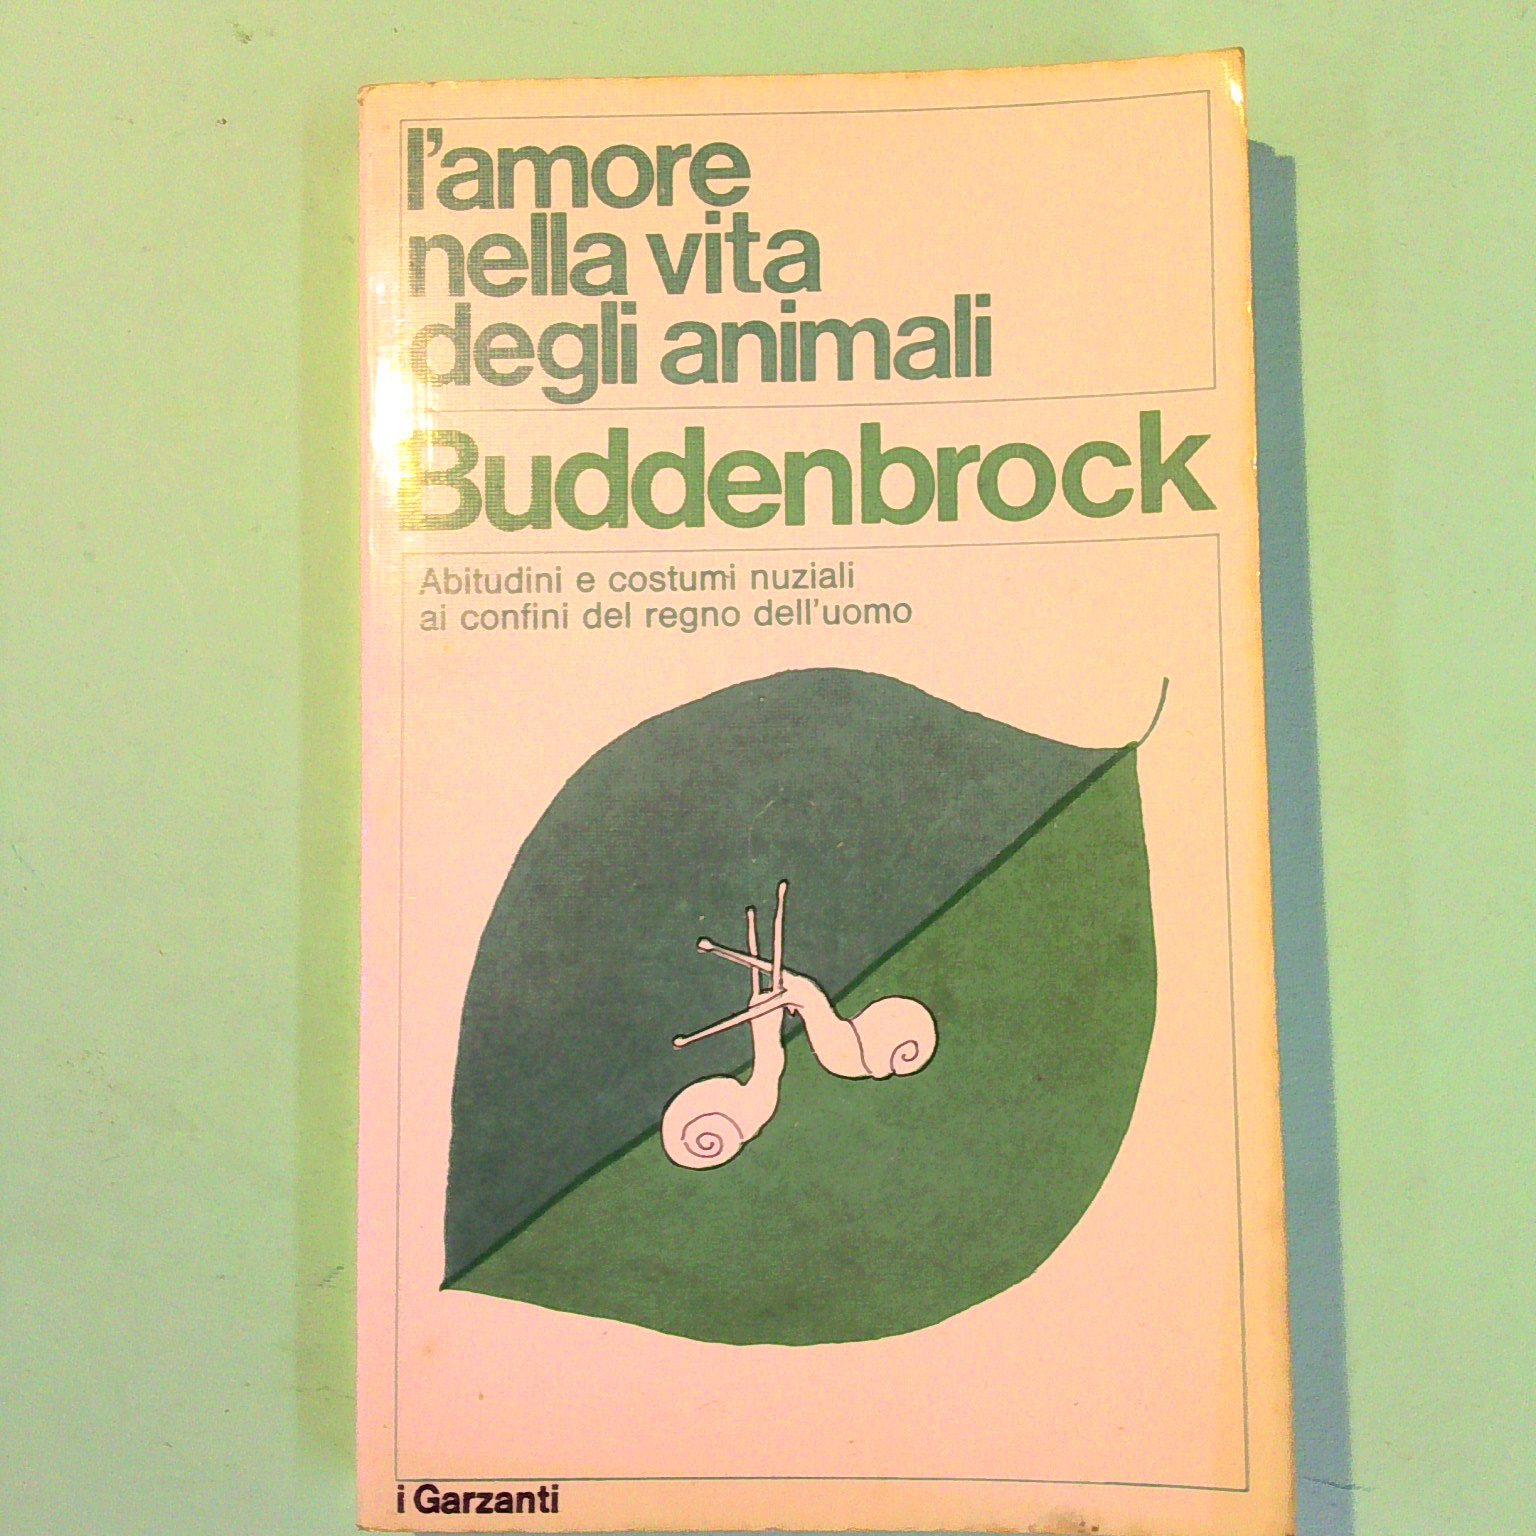 l'amore
nella vita
degli animali
Buddenbrock
Abitudini e costumi nuziali
ai confini del regno dell'uomo
i Garzanti